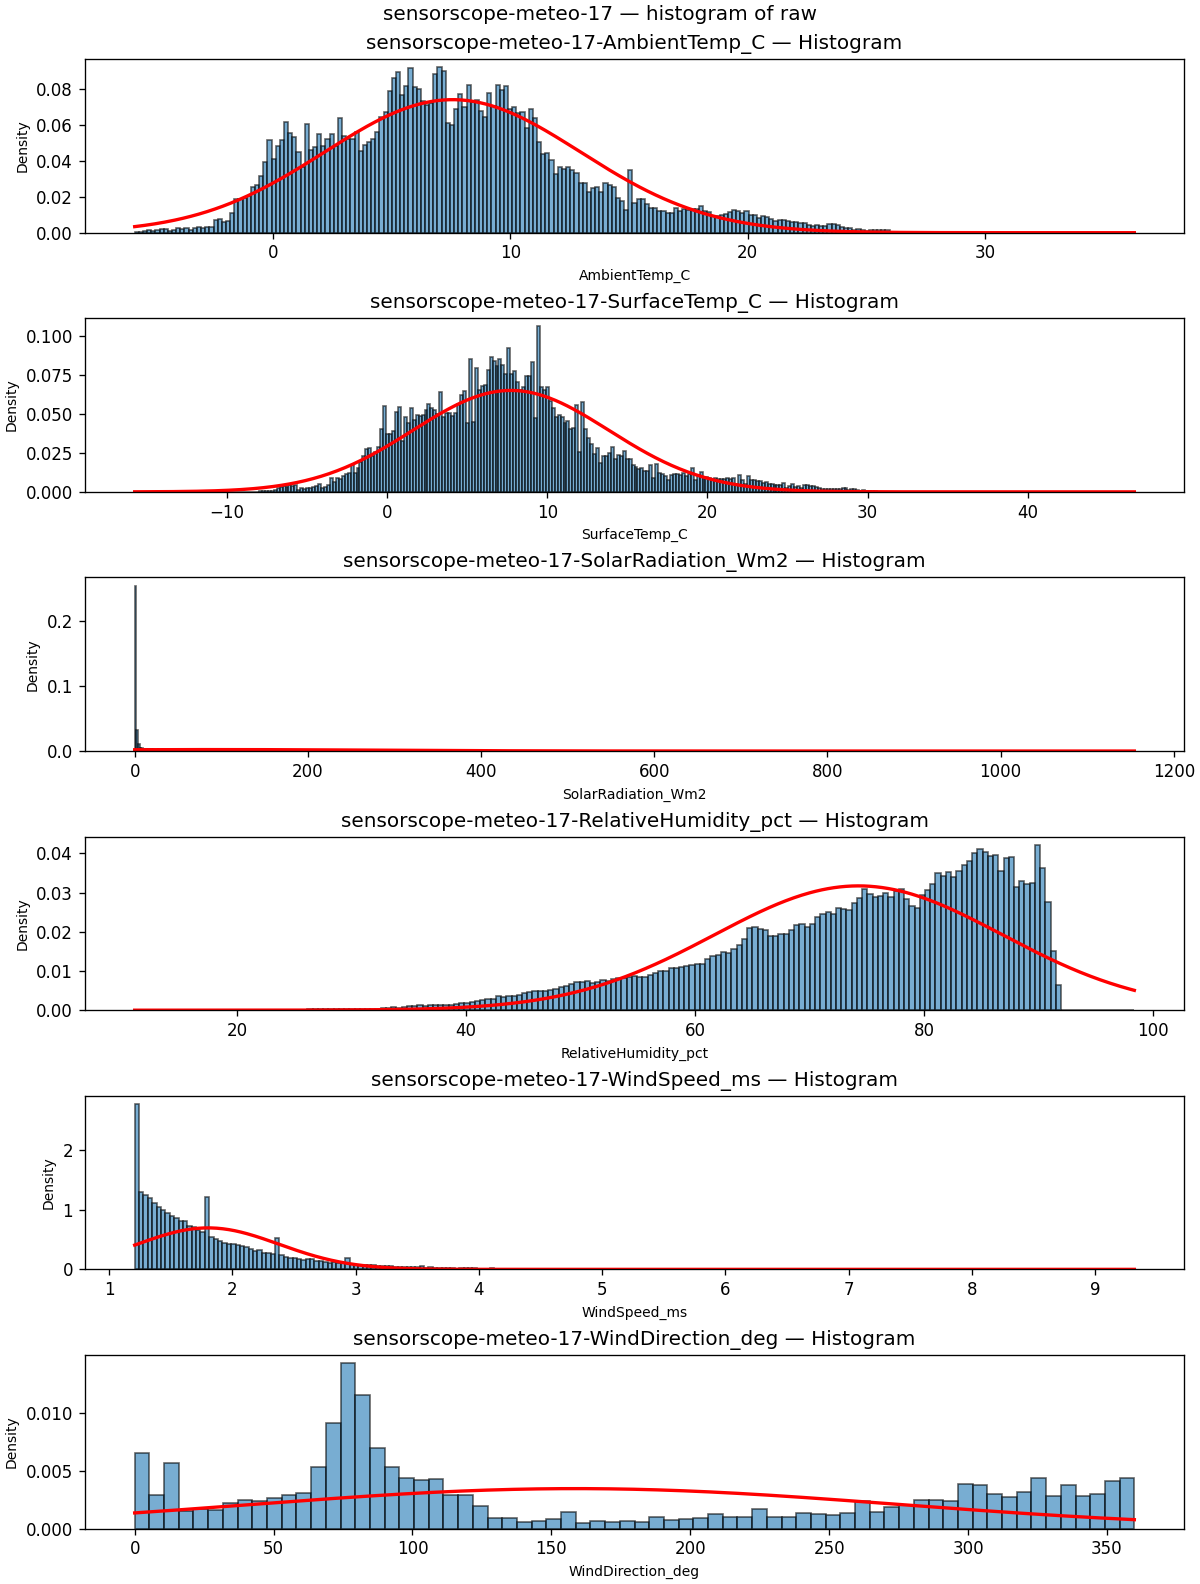 sensorscope-meteo-17 — histogram of raw
sensorscope-meteo-17-AmbientTemp_C — Histogram
Density
0.08
0.06
0.04
0.02
0.00
0 10 20 30
AmbientTemp_C
sensorscope-meteo-17-SurfaceTemp_C — Histogram
Density
0.100
0.075
0.050
0.025
0.000
−10 0 10 20 30 40
SurfaceTemp_C
sensorscope-meteo-17-SolarRadiation_Wm2 — Histogram
Density
0.2
0.1
0.0
0 200 400 600 800 1000 1200
SolarRadiation_Wm2
sensorscope-meteo-17-RelativeHumidity_pct — Histogram
Density
0.04
0.03
0.02
0.01
0.00
20 40 60 80 100
RelativeHumidity_pct
sensorscope-meteo-17-WindSpeed_ms — Histogram
Density
2
1
0
1 2 3 4 5 6 7 8 9
WindSpeed_ms
sensorscope-meteo-17-WindDirection_deg — Histogram
Density
0.010
0.005
0.000
0 50 100 150 200 250 300 350
WindDirection_deg